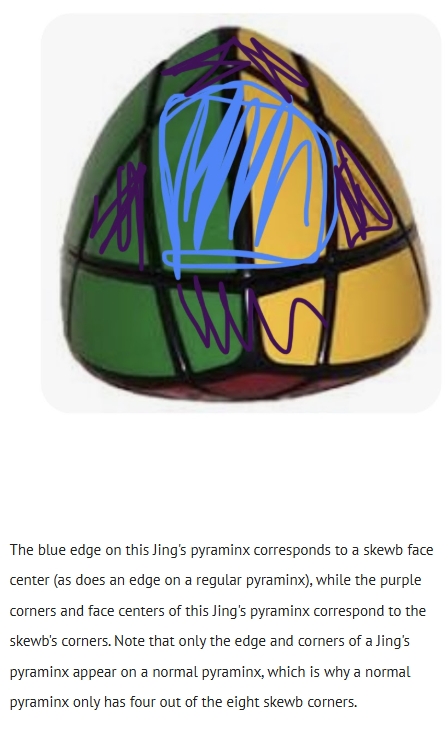 The blue edge on this Jing's pyraminx corresponds to a skewb face
center (as does an edge on a regular pyraminx), while the purple
corners and face centers of this Jing's pyraminx correspond to the
skewb's corners. Note that only the edge and corners of a Jing's
pyraminx appear on a normal pyraminx, which is why a normal
pyraminx only has four out of the eight skewb corners.